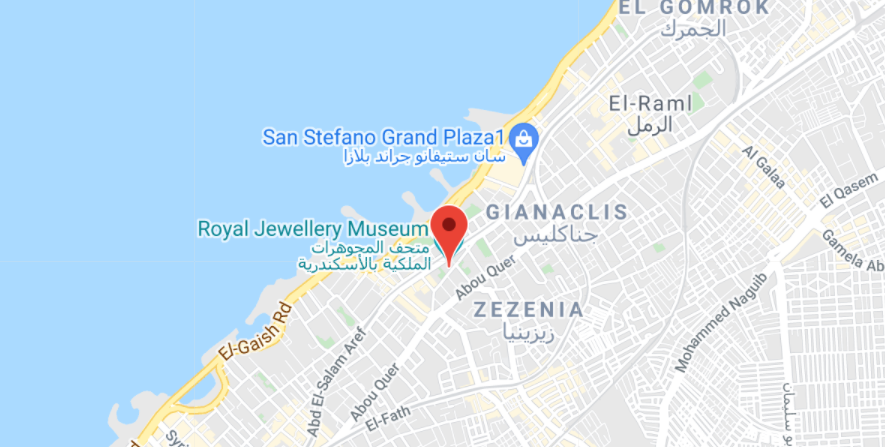 EL GOMROK
الجمرك
El-Raml
الرمل
San Stefano Grand Plaza1
سان ستيفانو جراند بلازا
Al Galaa
El Qasem
GIANACLIS
جناكليس
Royal Jewellery Museum
متحف المجوهرات
الملكية بالأسكندرية
Gamela Ab
Abou Quer
ZEZENIA
زيزينيا
Mohammed Naguib
El-Gaish Rd
Abd El-Salam Aref
Abou Quer
El-Fath
سليمان
Syri